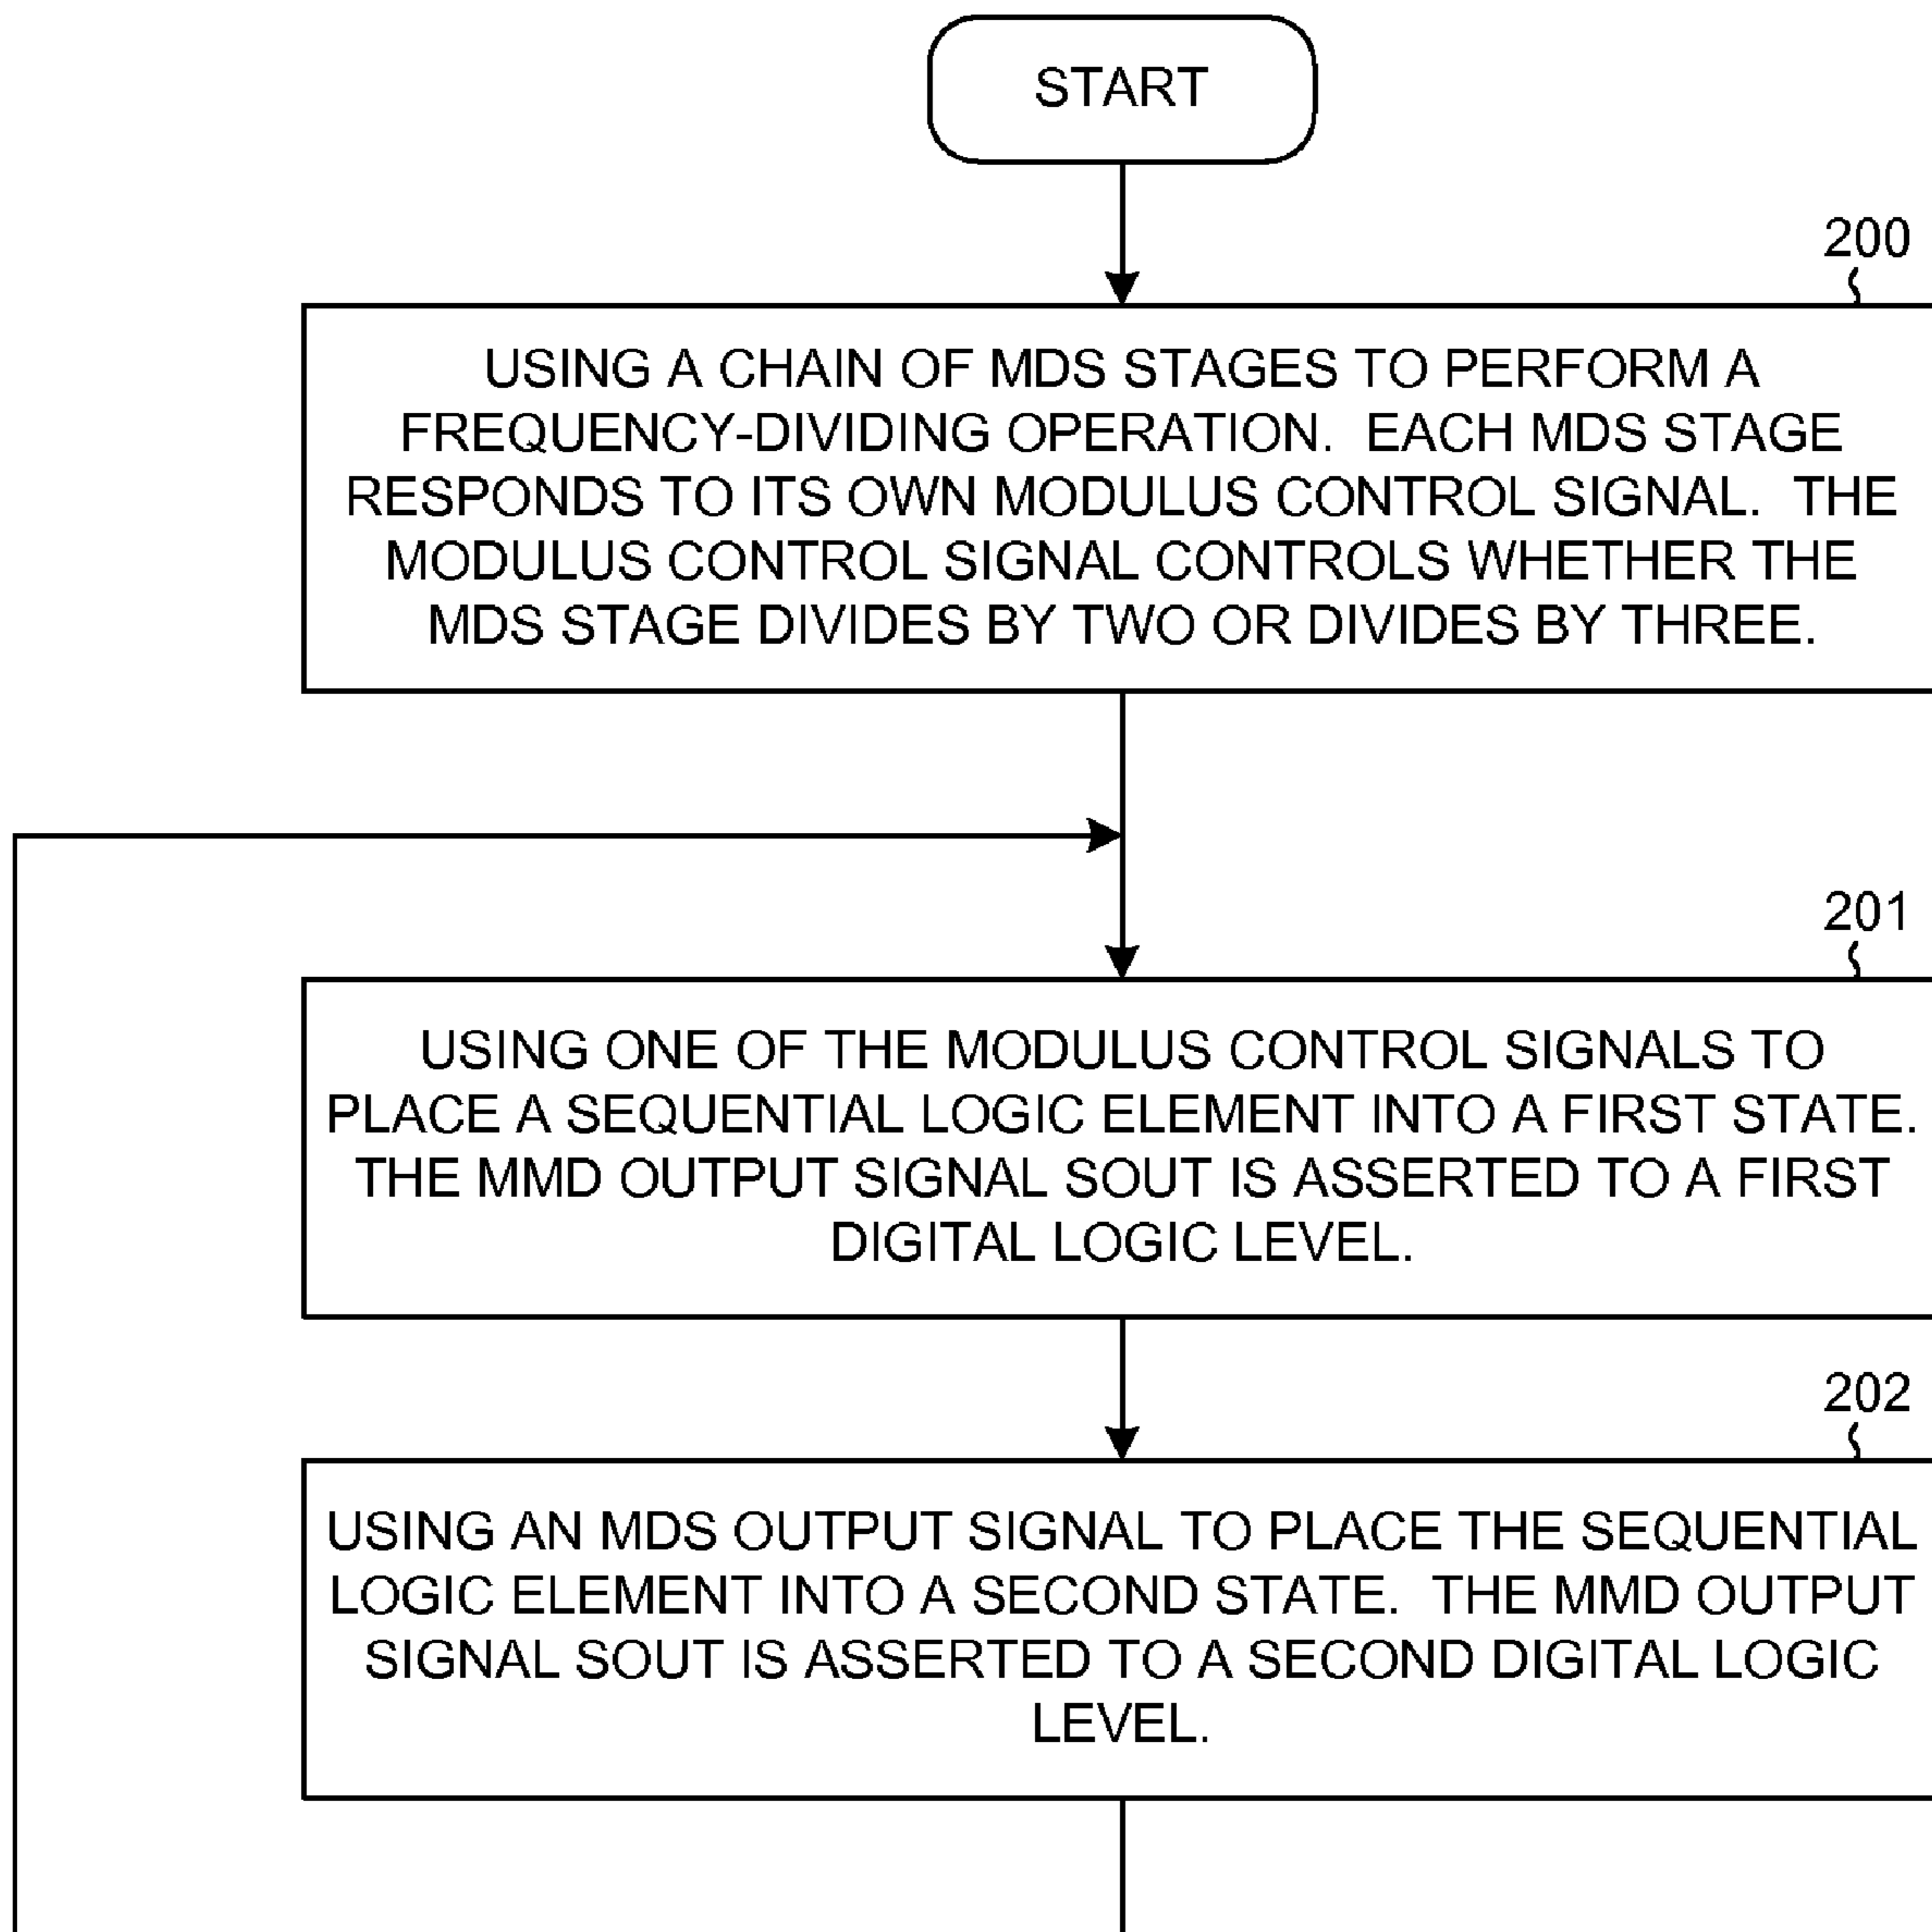 START
200
USING A CHAIN OF MDS STAGES TO PERFORM A
FREQUENCY-DIVIDING OPERATION. EACH MDS STAGE
RESPONDS TO ITS OWN MODULUS CONTROL SIGNAL. THE
MODULUS CONTROL SIGNAL CONTROLS WHETHER THE
MDS STAGE DIVIDES BY TWO OR DIVIDES BY THREE.
201
USING ONE OF THE MODULUS CONTROL SIGNALS TO
PLACE A SEQUENTIAL LOGIC ELEMENT INTO A FIRST STATE.
THE MMD OUTPUT SIGNAL SOUT IS ASSERTED TO A FIRST
DIGITAL LOGIC LEVEL.
202
USING AN MDS OUTPUT SIGNAL TO PLACE THE SEQUENTIAL
LOGIC ELEMENT INTO A SECOND STATE. THE MMD OUTPUT
SIGNAL SOUT IS ASSERTED TO A SECOND DIGITAL LOGIC
LEVEL.